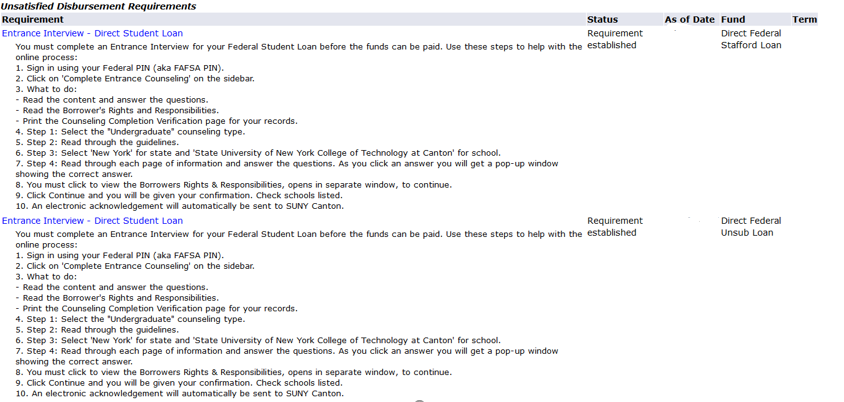 Unsatisfied Disbursement Requirements
Requirement Status As of Date Fund Term
Entrance Interview - Direct Student Loan Requirement established Direct Federal Stafford Loan
You must complete an Entrance Interview for your Federal Student Loan before the funds can be paid. Use these steps to help with the
online process:
1. Sign in using your Federal PIN (aka FAFSA PIN).
2. Click on 'Complete Entrance Counseling' on the sidebar.
3. What to do:
- Read the content and answer the questions.
- Read the Borrower's Rights and Responsibilities.
- Print the Counseling Completion Verification page for your records.
4. Step 1: Select the "Undergraduate" counseling type.
5. Step 2: Read through the guidelines.
6. Step 3: Select 'New York' for state and 'State University of New York College of Technology at Canton' for school.
7. Step 4: Read through each page of information and answer the questions. As you click an answer you will get a pop-up window
showing the correct answer.
8. You must click to view the Borrowers Rights & Responsibilities, opens in separate window, to continue.
9. Click Continue and you will be given your confirmation. Check schools listed.
10. An electronic acknowledgement will automatically be sent to SUNY Canton.
Entrance Interview - Direct Student Loan Requirement established Direct Federal Unsub Loan
You must complete an Entrance Interview for your Federal Student Loan before the funds can be paid. Use these steps to help with the
online process:
1. Sign in using your Federal PIN (aka FAFSA PIN).
2. Click on 'Complete Entrance Counseling' on the sidebar.
3. What to do:
- Read the content and answer the questions.
- Read the Borrower's Rights and Responsibilities.
- Print the Counseling Completion Verification page for your records.
4. Step 1: Select the "Undergraduate" counseling type.
5. Step 2: Read through the guidelines.
6. Step 3: Select 'New York' for state and 'State University of New York College of Technology at Canton' for school.
7. Step 4: Read through each page of information and answer the questions. As you click an answer you will get a pop-up window
showing the correct answer.
8. You must click to view the Borrowers Rights & Responsibilities, opens in separate window, to continue.
9. Click Continue and you will be given your confirmation. Check schools listed.
10. An electronic acknowledgement will automatically be sent to SUNY Canton.